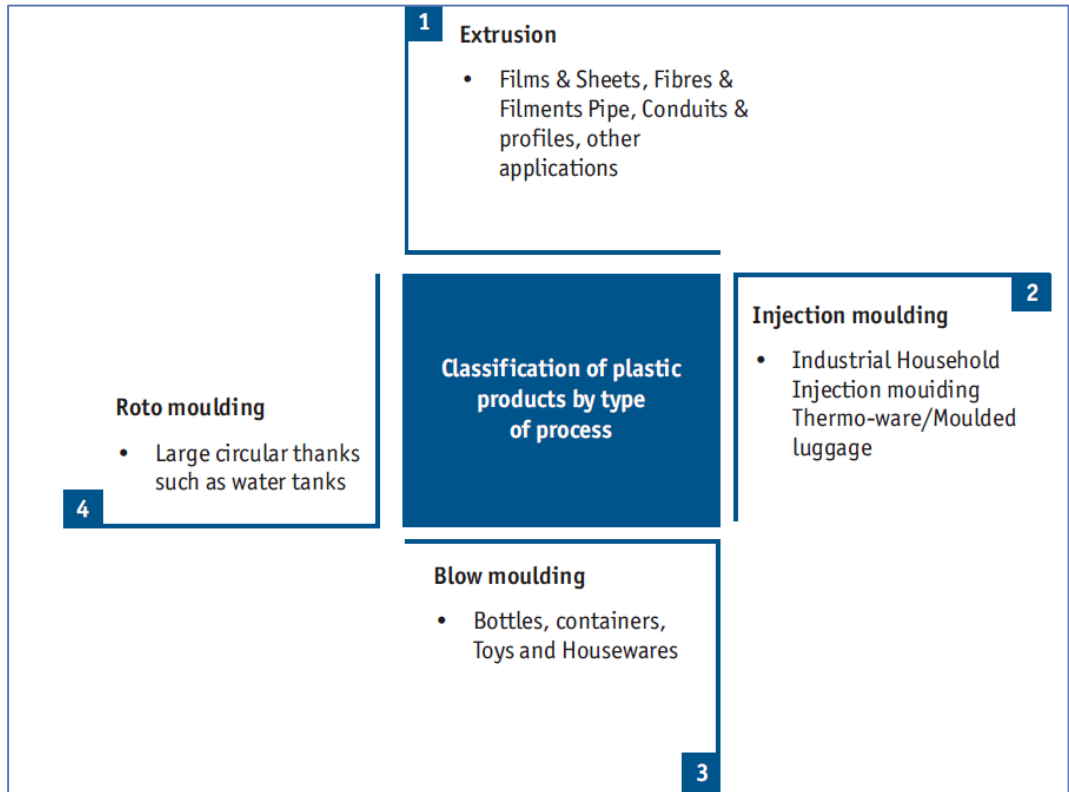 1
Extrusion
• Films & Sheets, Fibres &
Filments Pipe, Conduits &
profiles, other
applications
2
Injection moulding
• Industrial Household
Injection mouiding
Thermo-ware/Moulded
luggage
Classification of plastic
products by type
of process
Roto moulding
• Large circular thanks
such as water tanks
4
Blow moulding
• Bottles, containers,
Toys and Housewares
3